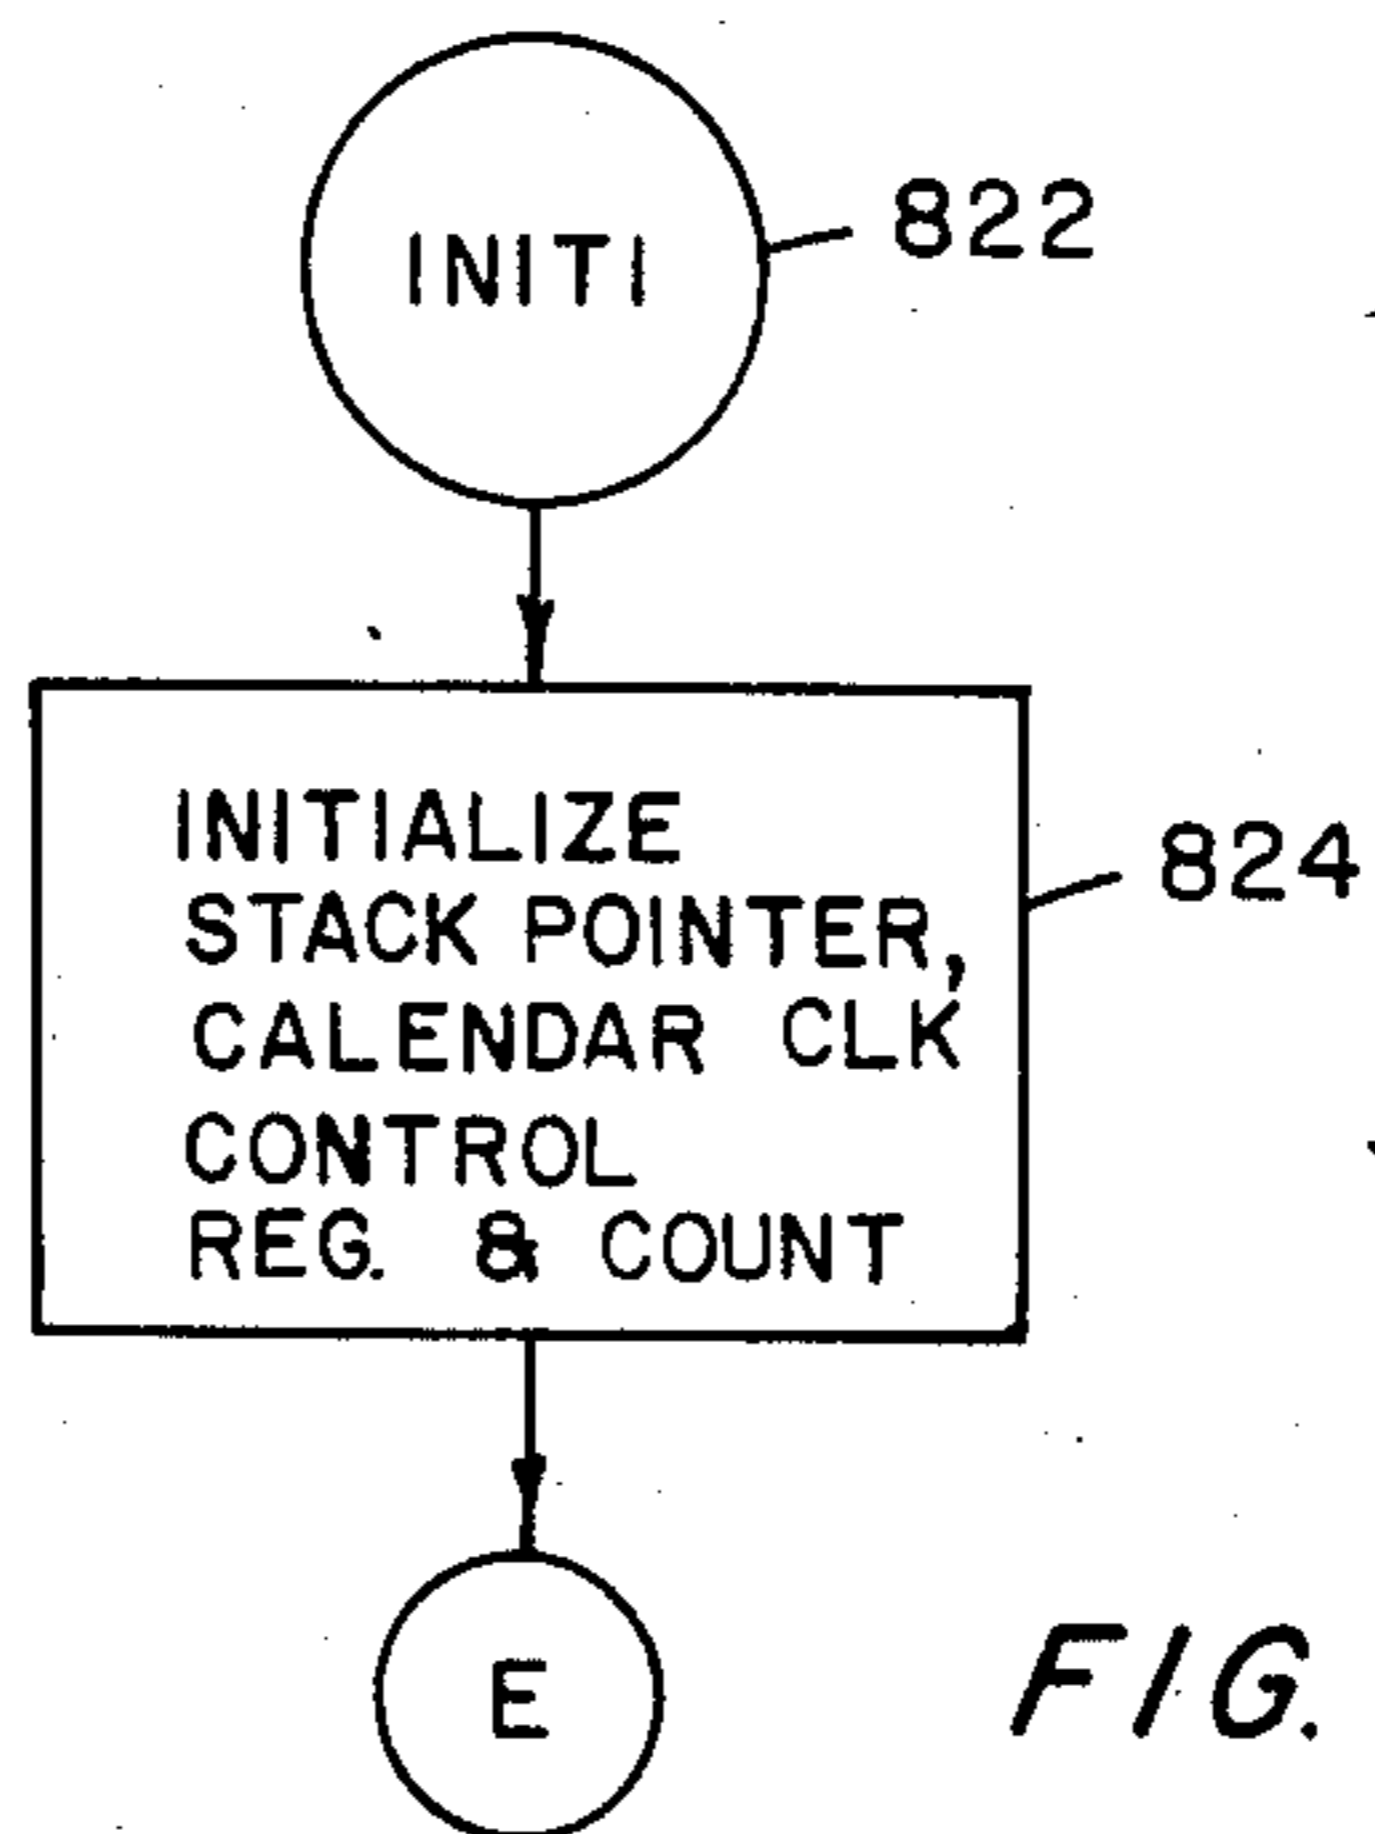 INITI
822
INITIALIZE
STACK POINTER,
824
CALENDAR CLK
CONTROL
REG. & COUNT
E
FIG.